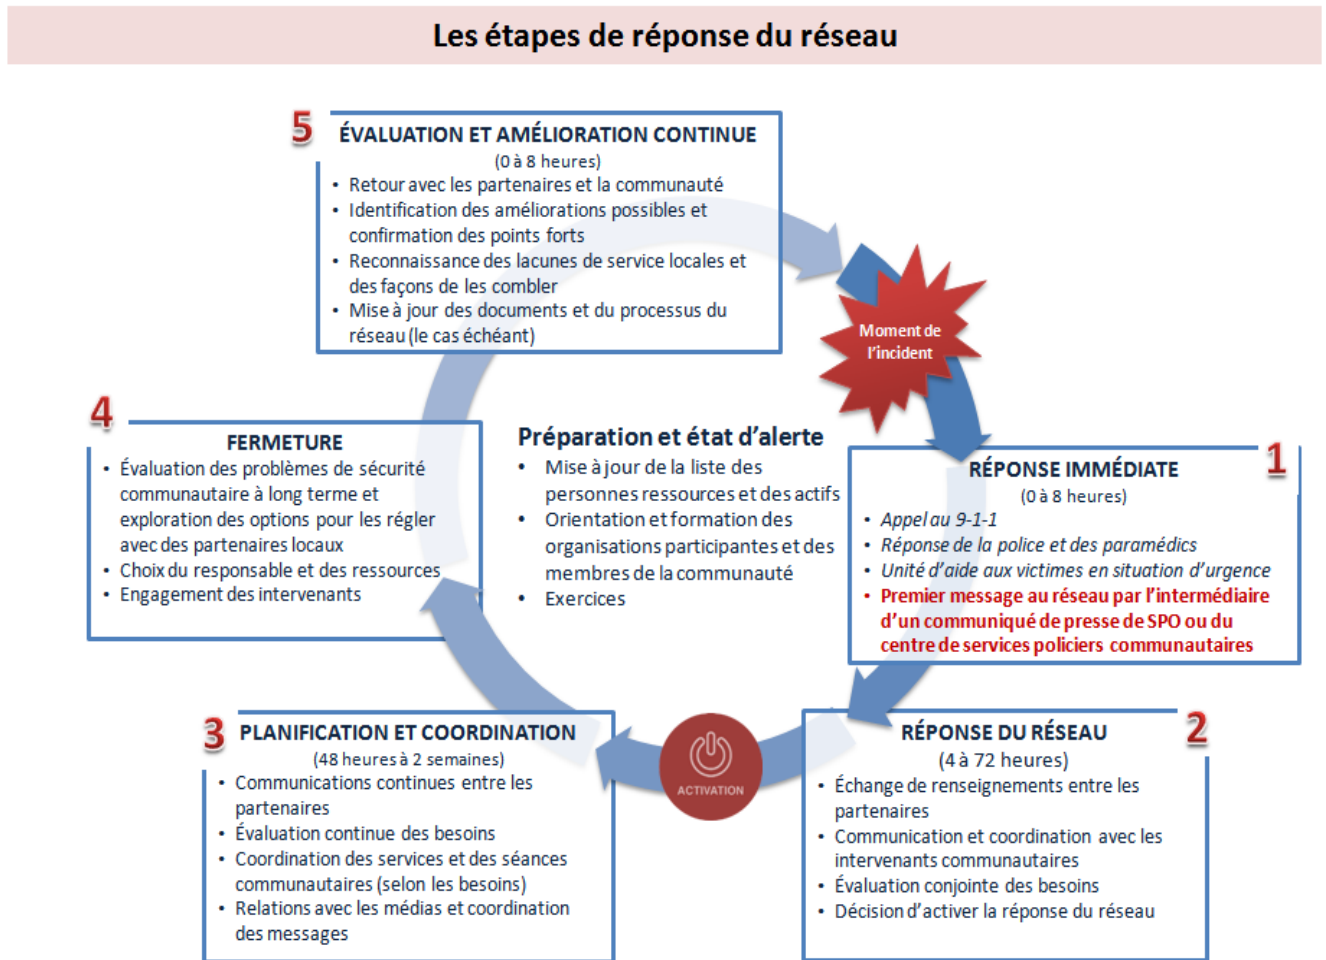 Les étapes de réponse du réseau
5
ÉVALUATION ET AMÉLIORATION CONTINUE
(0 à 8 heures)
• Retour avec les partenaires et la communauté
• Identification des améliorations possibles et
confirmation des points forts
• Reconnaissance des lacunes de service locales et
des façons de les combler
• Mise à jour des documents et du processus du
réseau (le cas échéant)
Moment de
l'incident
4
FERMETURE
• Évaluation des problèmes de sécurité
communautaire à long terme et
exploration des options pour les régler
avec des partenaires locaux
• Choix du responsable et des ressources
• Engagement des intervenants
Préparation et état d'alerte
• Mise à jour de la liste des
personnes ressources et des actifs
• Orientation et formation des
organisations participantes et des
membres de la communauté
• Exercices
1
RÉPONSE IMMÉDIATE
(0 à 8 heures)
• Appel au 9-1-1
• Réponse de la police et des paramédics
• Unité d'aide aux victimes en situation d'urgence
• Premier message au réseau par l'intermédiaire
d'un communiqué de presse de SPO ou du
centre de services policiers communautaires
3
PLANIFICATION ET COORDINATION
(48 heures à 2 semaines)
• Communications continues entre les
partenaires
• Évaluation continue des besoins
• Coordination des services et des séances
communautaires (selon les besoins)
• Relations avec les médias et coordination
des messages
ACTIVATION
2
RÉPONSE DU RÉSEAU
(4 à 72 heures)
• Échange de renseignements entre les
partenaires
• Communication et coordination avec les
intervenants communautaires
• Évaluation conjointe des besoins
• Décision d'activer la réponse du réseau